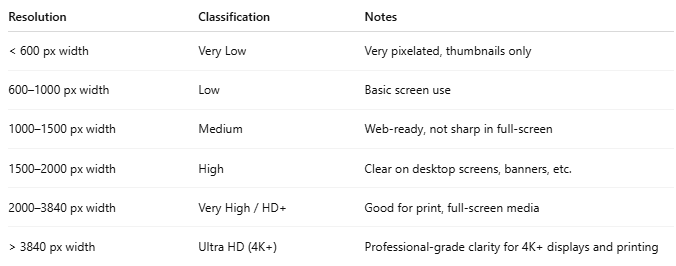 Resolution Classification Notes
< 600 px width Very Low Very pixelated, thumbnails only
600–1000 px width Low Basic screen use
1000–1500 px width Medium Web-ready, not sharp in full-screen
1500–2000 px width High Clear on desktop screens, banners, etc.
2000–3840 px width Very High / HD+ Good for print, full-screen media
> 3840 px width Ultra HD (4K+) Professional-grade clarity for 4K+ displays and printing